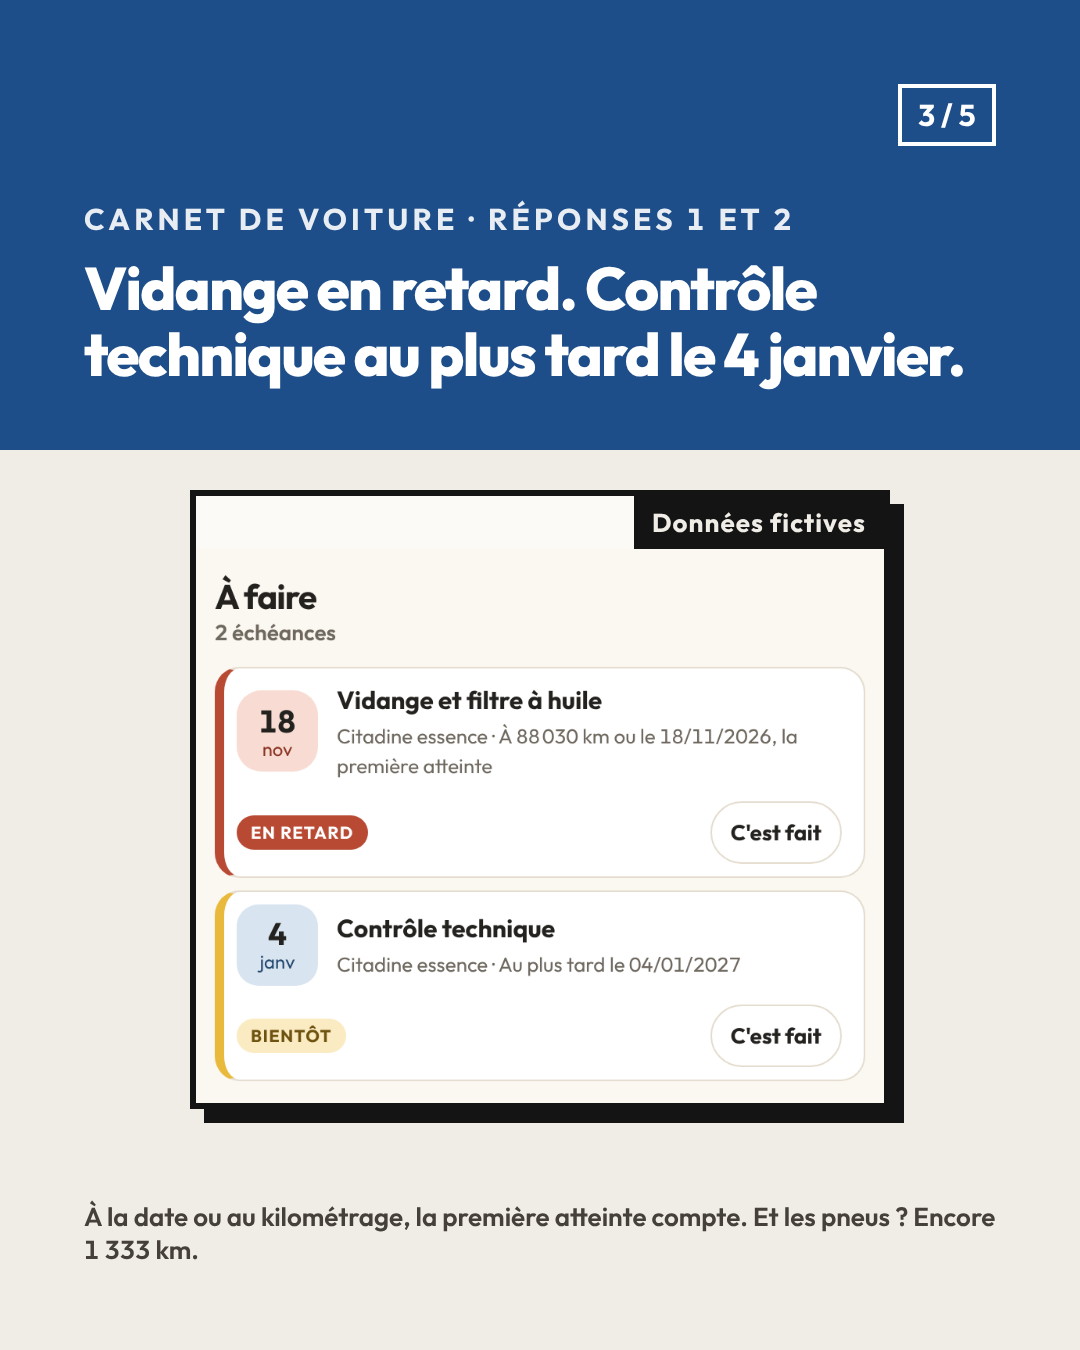 3 / 5
CARNET DE VOITURE · RÉPONSES 1 ET 2
Vidange en retard. Contrôle
technique au plus tard le 4 janvier.
Données fictives
À faire
2 échéances
18
nov
Vidange et filtre à huile
Citadine essence · À 88 030 km ou le 18/11/2026, la
première atteinte
EN RETARD
C'est fait
4
janv
Contrôle technique
Citadine essence · Au plus tard le 04/01/2027
BIENTÔT
C'est fait
À la date ou au kilométrage, la première atteinte compte. Et les pneus ? Encore
1 333 km.